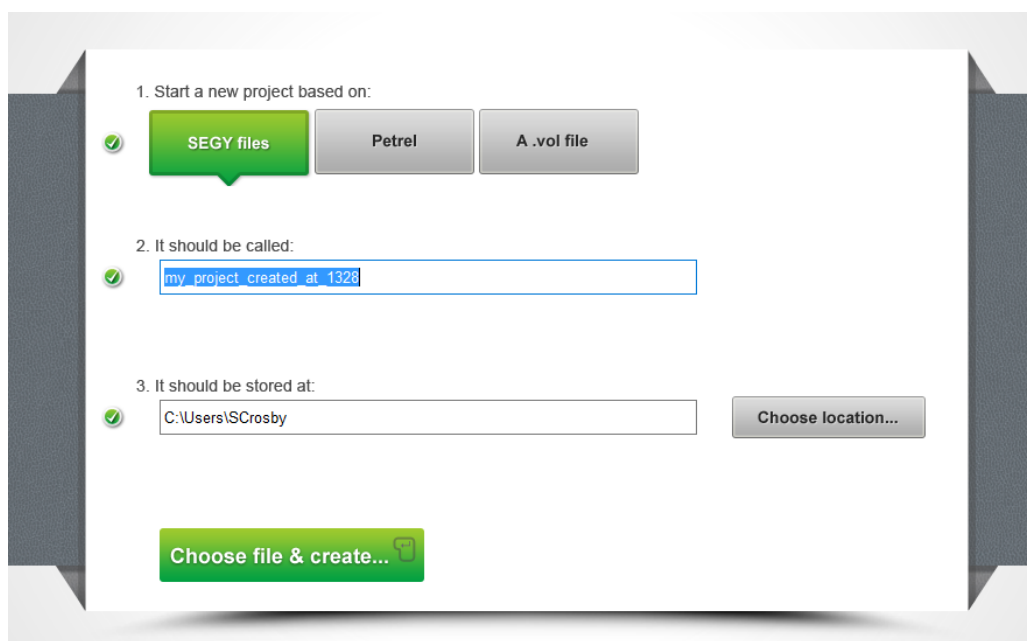 1. Start a new project based on:
SEGY files
Petrel
A .vol file
2. It should be called:
my_project_created_at_1328
3. It should be stored at:
C:\Users\SCrosby
Choose location...
Choose file & create...